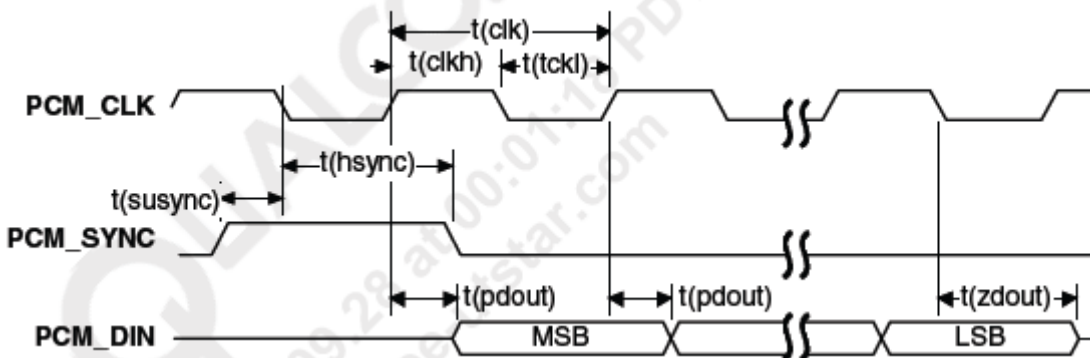 t(clk)
t(clkh) t(tckl)
PCM_CLK
t(hsync)
t(susync)
PCM_SYNC
t(pdout) t(pdout) t(zdout)
PCM_DIN MSB LSB